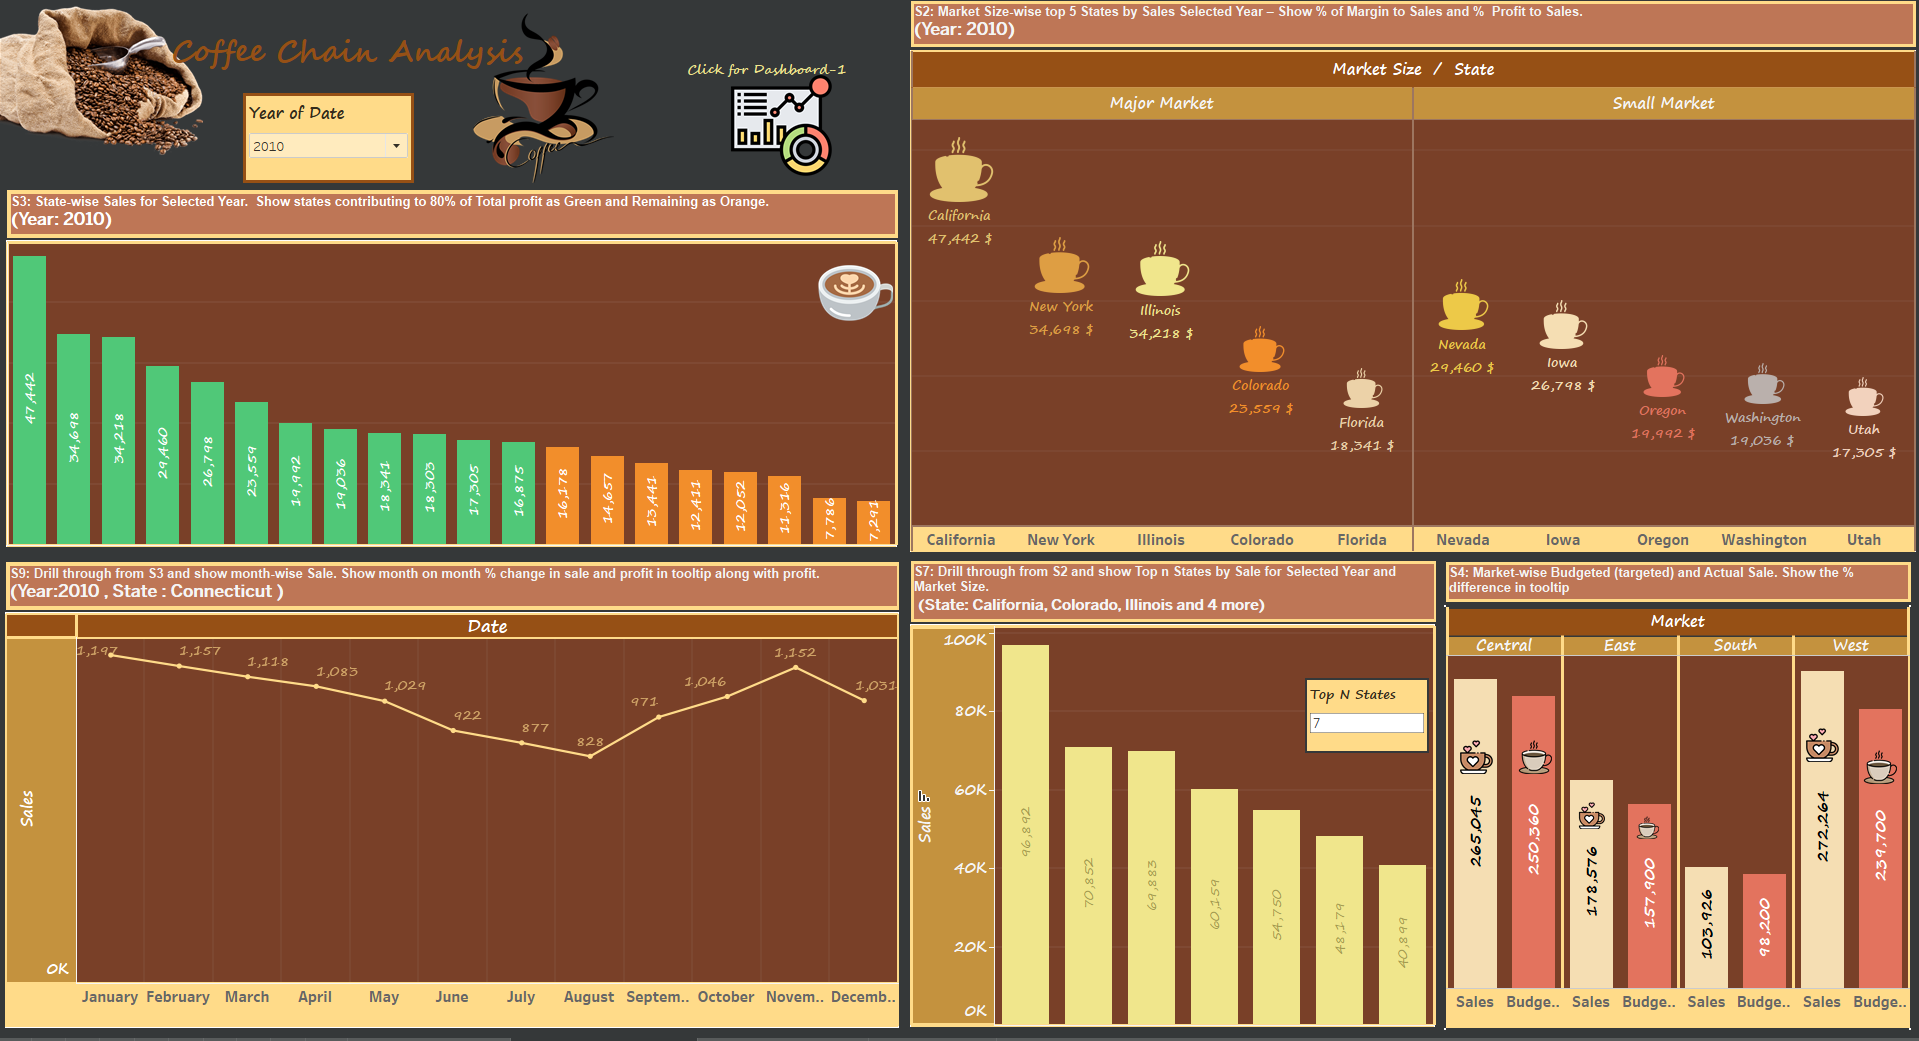 Coffee Chain Analysis
Year of Date
2010
Coffee
Click for Dashboard-1
S3: State-wise Sales for Selected Year.  Show states contributing to 80% of Total profit as Green and Remaining as Orange.
(Year: 2010)
47,442
34,698
34,218
29,460
26,798
23,559
19,992
19,036
18,341
18,303
17,305
16,875
16,178
14,657
13,441
12,411
12,052
11,316
7,786
7,291
S2: Market Size-wise top 5 States by Sales Selected Year – Show % of Margin to Sales and %  Profit to Sales.
(Year: 2010)
Market Size / State
Major Market
Small Market
California
47,442 $
New York
34,698 $
Illinois
34,218 $
Colorado
23,559 $
Florida
18,341 $
Nevada
29,460 $
Iowa
26,798 $
Oregon
19,992 $
Washington
19,036 $
Utah
17,305 $
California New York Illinois Colorado Florida Nevada Iowa Oregon Washington Utah
S9: Drill through from S3 and show month-wise Sale. Show month on month % change in sale and profit in tooltip along with profit.
(Year:2010 , State : Connecticut )
Date
Sales
0K
1,197
1,157
1,118
1,083
1,029
922
877
828
971
1,046
1,152
1,031
January February March April May June July August Septem.. October Novem.. Decemb..
S7: Drill through from S2 and show Top n States by Sale for Selected Year and
Market Size.
(State: California, Colorado, Illinois and 4 more)
Sales
100K
80K
60K
40K
20K
0K
96,892
70,852
69,883
60,159
54,750
48,179
40,899
Top N States
7
S4: Market-wise Budgeted (targeted) and Actual Sale. Show the %
difference in tooltip
Market
Central East South West
265,045
250,360
178,576
157,900
103,926
98,200
272,264
239,700
Sales Budge.. Sales Budge.. Sales Budge.. Sales Budge..